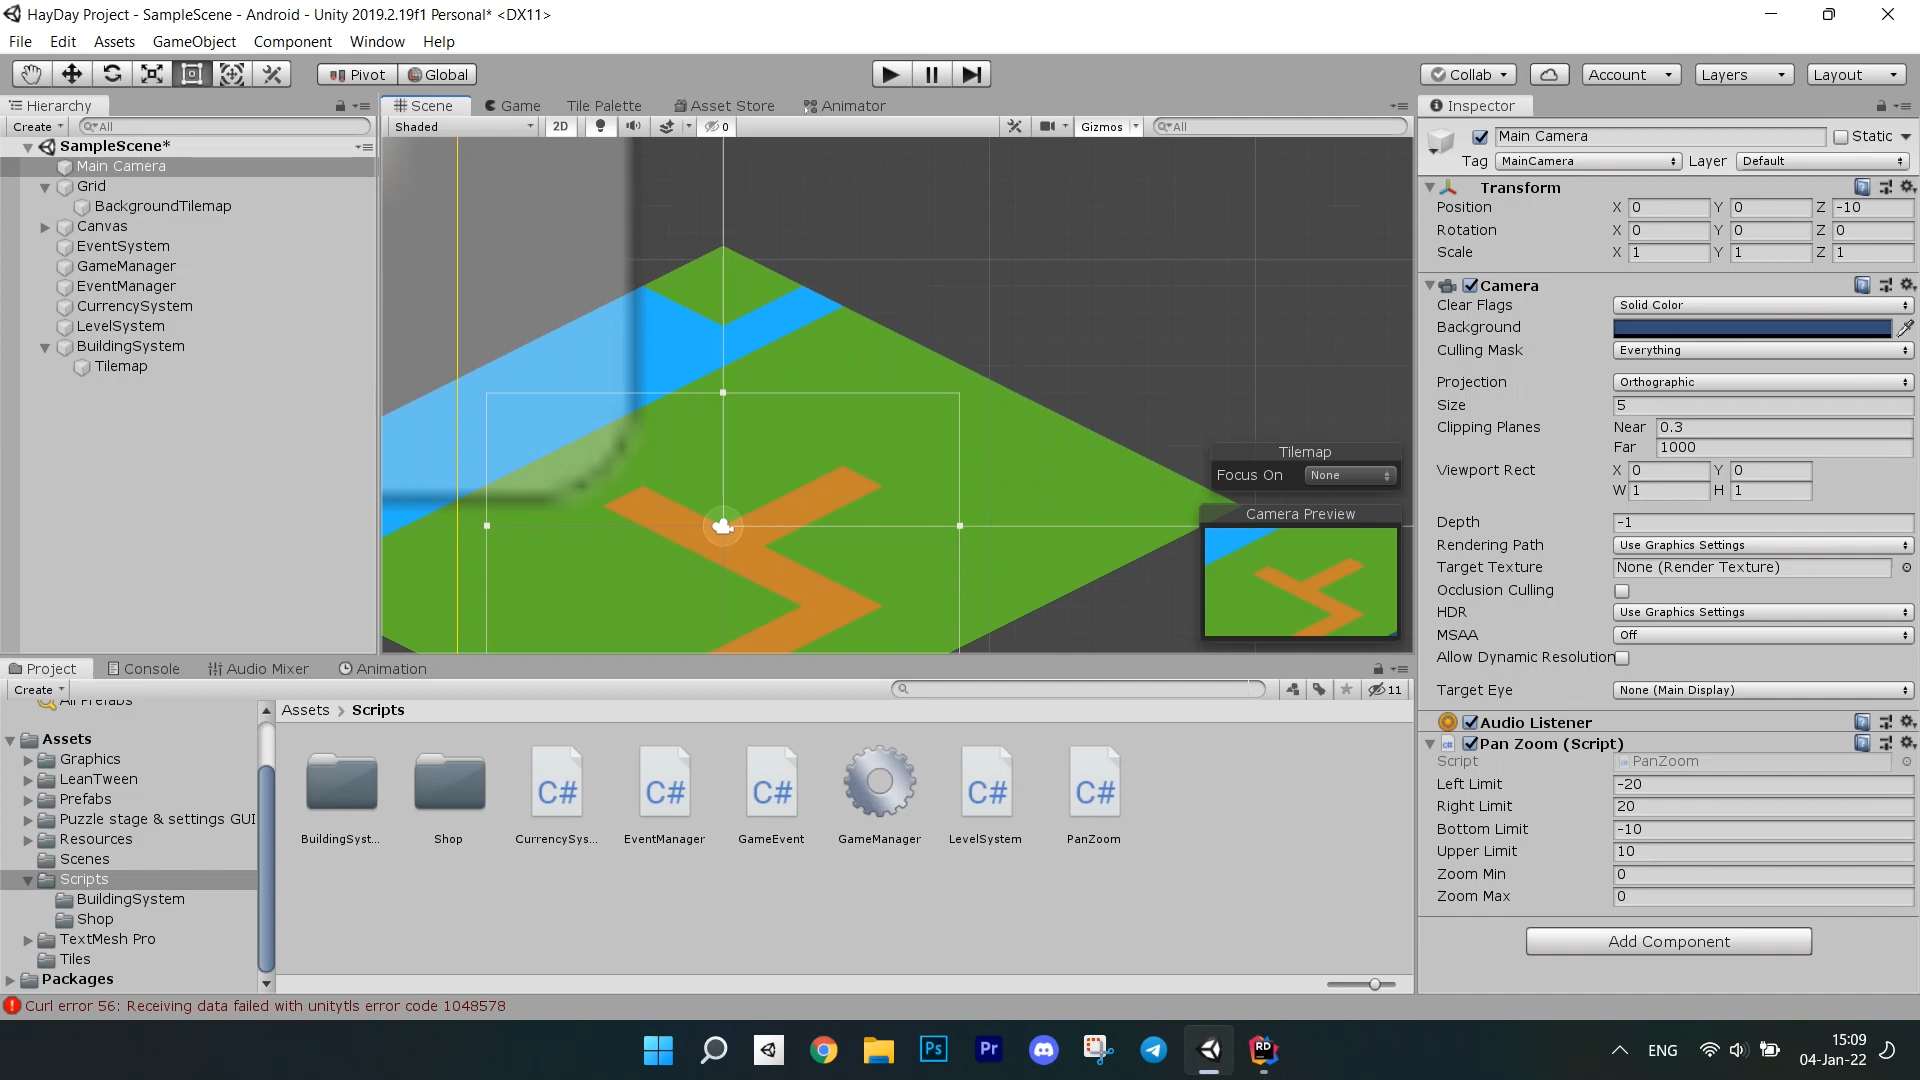 HayDay Project - SampleScene - Android - Unity 2019.2.19f1 Personal* <DX11>
File Edit Assets GameObject Component Window Help
Pivot Global Collab Account Layers Layout
Hierarchy Scene Game Tile Palette Asset Store Animator Inspector
Create All Shaded 2D 0 Gizmos All
SampleScene*
Main Camera
Grid
BackgroundTilemap
Canvas
EventSystem
GameManager
EventManager
CurrencySystem
LevelSystem
BuildingSystem
Tilemap
Tilemap
Focus On None
Camera Preview
Main Camera Static
Tag MainCamera Layer Default
Transform
Position X 0 Y 0 Z -10
Rotation X 0 Y 0 Z 0
Scale X 1 Y 1 Z 1
Camera
Clear Flags Solid Color
Background
Culling Mask Everything
Projection Orthographic
Size 5
Clipping Planes Near 0.3
Far 1000
Viewport Rect X 0 Y 0
W 1 H 1
Depth -1
Rendering Path Use Graphics Settings
Target Texture None (Render Texture)
Occlusion Culling
HDR Use Graphics Settings
MSAA Off
Allow Dynamic Resolution
Target Eye None (Main Display)
Audio Listener
Pan Zoom (Script)
Script PanZoom
Left Limit -20
Right Limit 20
Bottom Limit -10
Upper Limit 10
Zoom Min 0
Zoom Max 0
Add Component
Project Console Audio Mixer Animation
Create 11
All Prefabs
Assets
Graphics
LeanTween
Prefabs
Puzzle stage & settings GUI
Resources
Scenes
Scripts
BuildingSystem
Shop
TextMesh Pro
Tiles
Packages
Assets > Scripts
C# C# C# C# C#
BuildingSyst... Shop CurrencySys... EventManager GameEvent GameManager LevelSystem PanZoom
Curl error 56: Receiving data failed with unitytls error code 1048578
Ps Pr RD
ENG 15:09
04-Jan-22